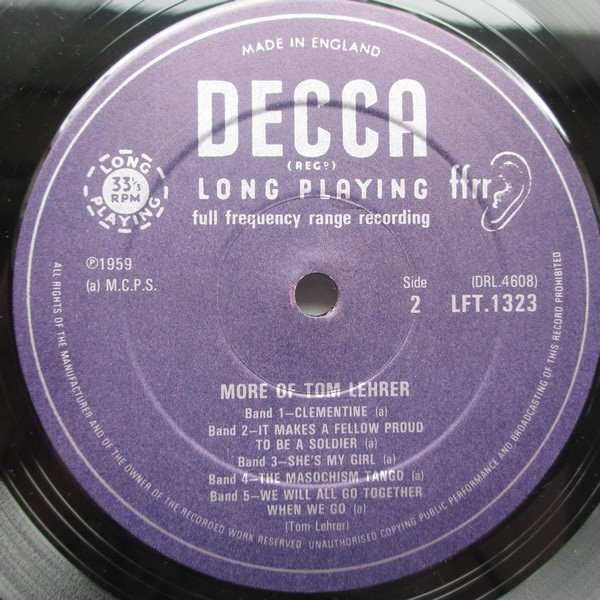 MADE IN ENGLAND
DECCA
(REGD)
LONG PLAYING
ffrr
full frequency range recording
LONG
33⅓
RPM
PLAYING
℗1959
(a) M.C.P.S.
Side
2
(DRL.4608)
LFT.1323
MORE OF TOM LEHRER
Band 1–CLEMENTINE (a)
Band 2–IT MAKES A FELLOW PROUD
TO BE A SOLDIER (a)
Band 3–SHE'S MY GIRL (a)
Band 4–THE MASOCHISM TANGO (a)
Band 5–WE WILL ALL GO TOGETHER
WHEN WE GO (a)
(Tom Lehrer)
ALL RIGHTS OF THE MANUFACTURER AND OF THE OWNER OF THE RECORDED WORK RESERVED UNAUTHORISED COPYING PUBLIC PERFORMANCE AND BROADCASTING OF THIS RECORD PROHIBITED